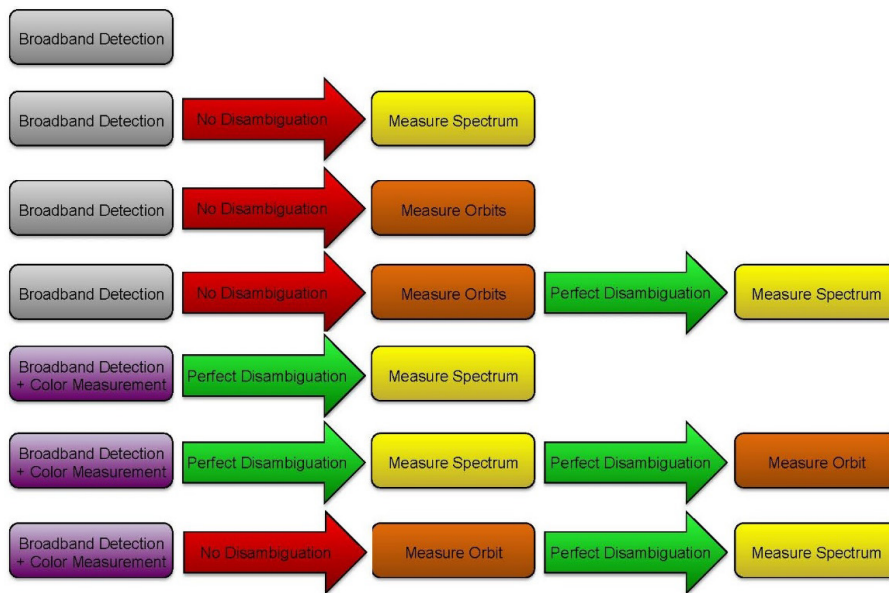 Broadband Detection
Broadband Detection No Disambiguation Measure Spectrum
Broadband Detection No Disambiguation Measure Orbits
Broadband Detection No Disambiguation Measure Orbits Perfect Disambiguation Measure Spectrum
Broadband Detection
+ Color Measurement Perfect Disambiguation Measure Spectrum
Broadband Detection
+ Color Measurement Perfect Disambiguation Measure Spectrum Perfect Disambiguation Measure Orbit
Broadband Detection
+ Color Measurement No Disambiguation Measure Orbit Perfect Disambiguation Measure Spectrum